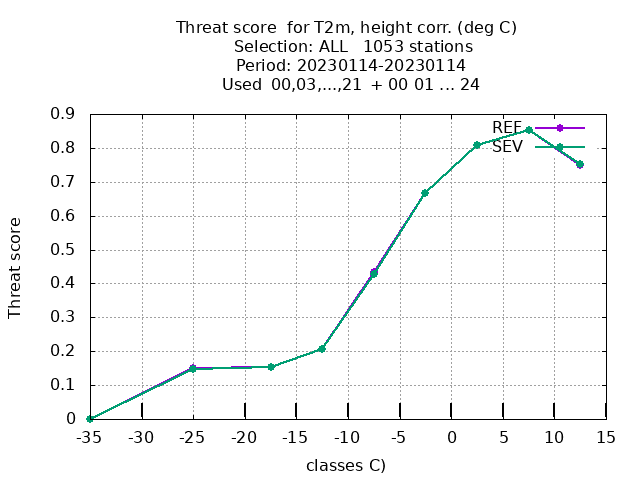 Threat score  for T2m, height corr. (deg C)
Selection: ALL   1053 stations
Period: 20230114-20230114
Used  00,03,...,21  + 00 01 ... 24
REF
SEV
Threat score
0.9
0.8
0.7
0.6
0.5
0.4
0.3
0.2
0.1
0
-35 -30 -25 -20 -15 -10 -5 0 5 10 15
classes C)